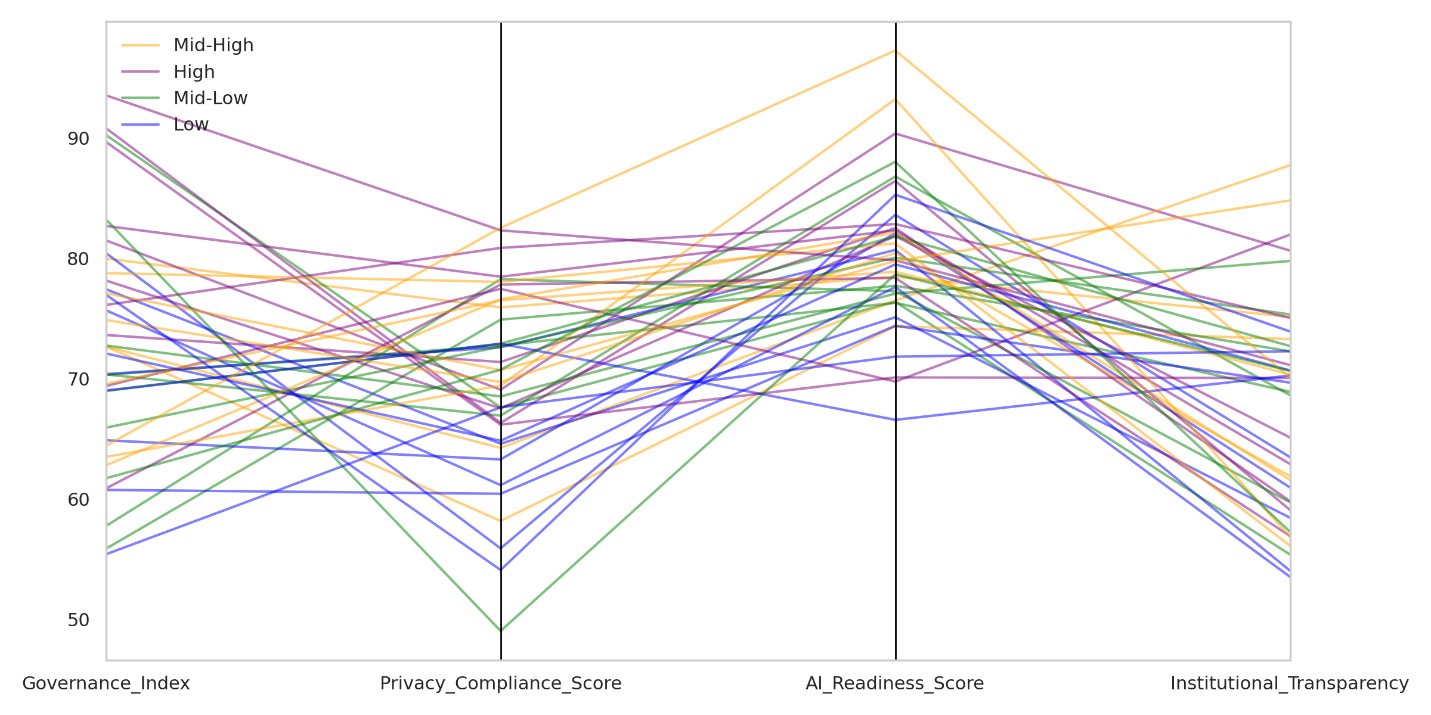 Mid-High
High
Mid-Low
Low
90
80
70
60
50
Governance_Index Privacy_Compliance_Score AI_Readiness_Score Institutional_Transparency